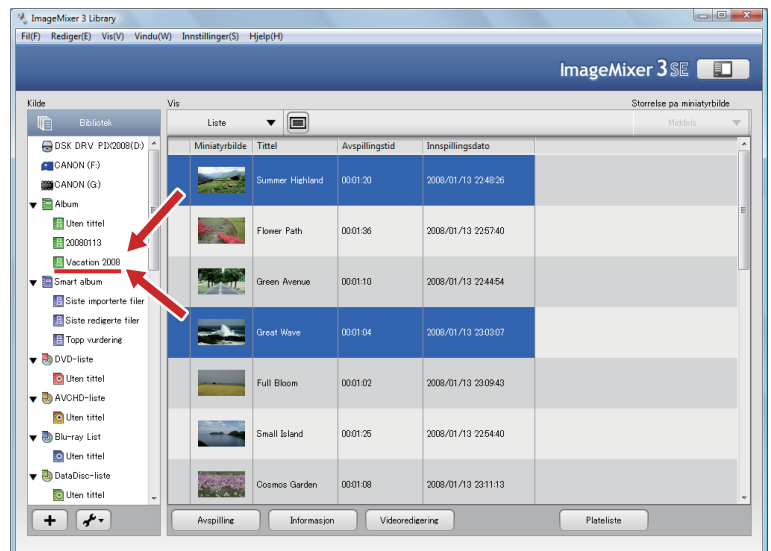 ImageMixer 3 Library
Fil(F) Rediger(E) Vis(V) Vindu(W) Innstillinger(S) Hjelp(H)
ImageMixer 3 SE
Kilde
Vis
Storrelse pa miniatyrbilde
Bibliotek
Liste
Middels
DSK DRV PIX2008(D:)
CANON (F:)
CANON (G:)
Album
Uten tittel
20080113
Vacation 2008
Smart album
Siste importerte filer
Siste redigerte filer
Topp vurdering
DVD-liste
Uten tittel
AVCHD-liste
Uten tittel
Blu-ray List
Uten tittel
DataDisc-liste
Uten tittel
Miniatyrbilde Tittel Avspillingstid Innspillingsdato
Summer Highland 00:01:20 2008/01/13 22:48:26
Flower Path 00:01:36 2008/01/13 22:57:40
Green Avenue 00:01:10 2008/01/13 22:44:54
Great Wave 00:01:04 2008/01/13 23:03:07
Full Bloom 00:01:02 2008/01/13 23:09:43
Small Island 00:01:25 2008/01/13 22:54:40
Cosmos Garden 00:01:08 2008/01/13 23:11:13
Avspilling Informasjon Videoredigering Plateliste